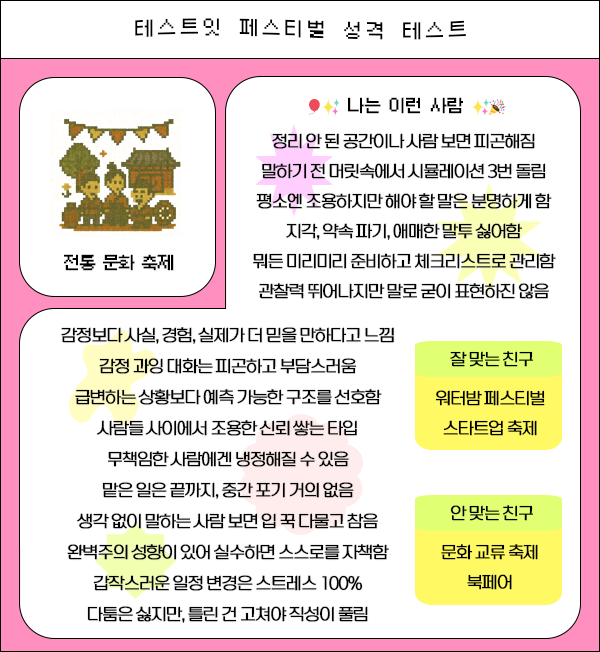 테스트잇 페스티벌 성격 테스트
전통 문화 축제
🎈✨ 나는 이런 사람 ✨🎉
정리 안 된 공간이나 사람 보면 피곤해짐
말하기 전 머릿속에서 시뮬레이션 3번 돌림
평소엔 조용하지만 해야 할 말은 분명하게 함
지각, 약속 파기, 애매한 말투 싫어함
뭐든 미리미리 준비하고 체크리스트로 관리함
관찰력 뛰어나지만 말로 굳이 표현하진 않음
감정보다 사실, 경험, 실제가 더 믿을 만하다고 느낌
감정 과잉 대화는 피곤하고 부담스러움
급변하는 상황보다 예측 가능한 구조를 선호함
사람들 사이에서 조용한 신뢰 쌓는 타입
무책임한 사람에겐 냉정해질 수 있음
맡은 일은 끝까지, 중간 포기 거의 없음
생각 없이 말하는 사람 보면 입 꾹 다물고 참음
완벽주의 성향이 있어 실수하면 스스로를 자책함
갑작스러운 일정 변경은 스트레스 100%
다툼은 싫지만, 틀린 건 고쳐야 직성이 풀림
잘 맞는 친구
워터밤 페스티벌
스타트업 축제
안 맞는 친구
문화 교류 축제
북페어